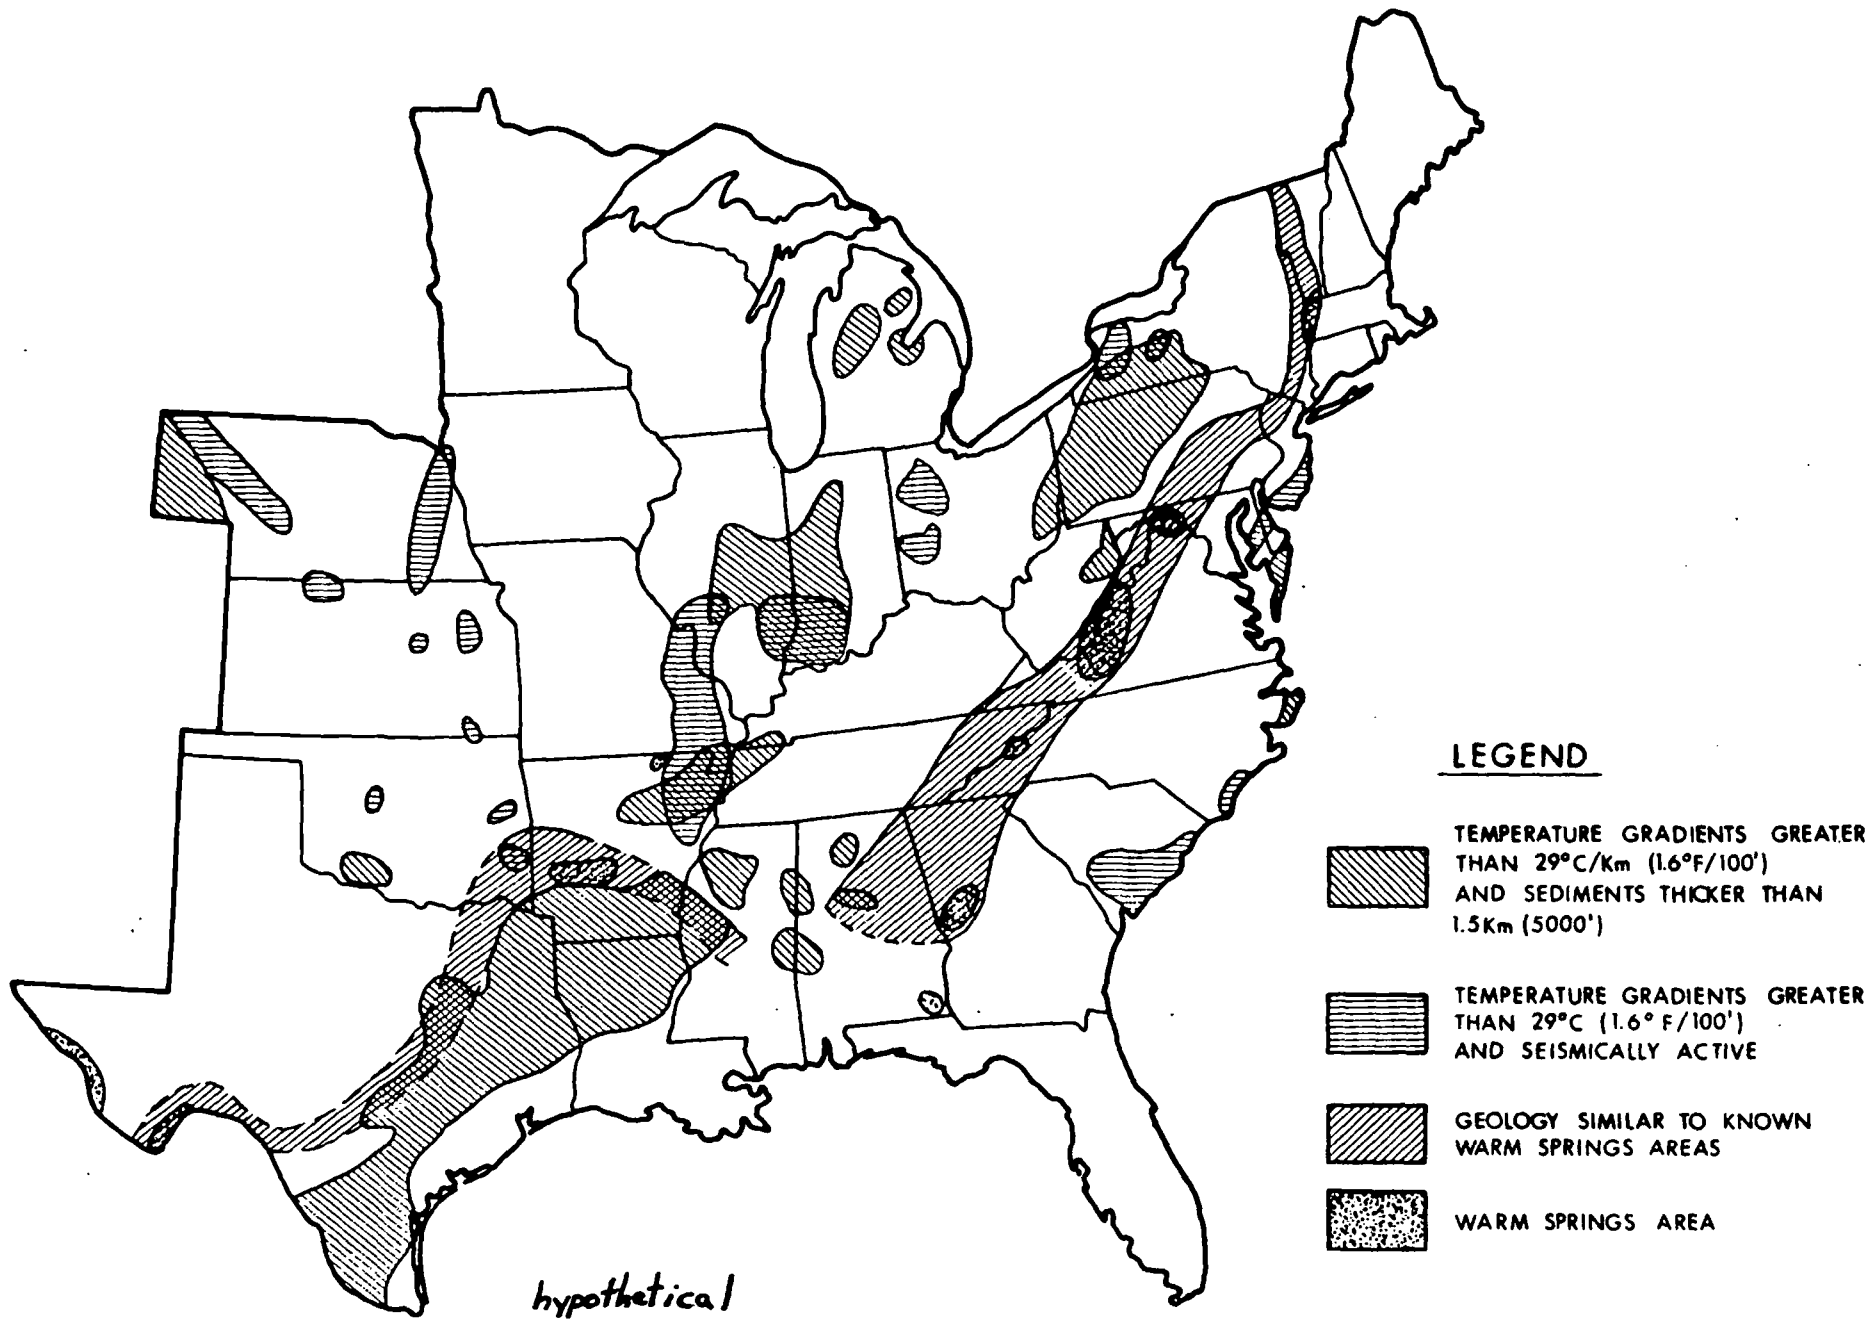 LEGEND
TEMPERATURE GRADIENTS GREATER
THAN 29°C/Km (1.6°F/100')
AND SEDIMENTS THICKER THAN
1.5Km (5000')
TEMPERATURE GRADIENTS GREATER
THAN 29°C (1.6° F/100')
AND SEISMICALLY ACTIVE
GEOLOGY SIMILAR TO KNOWN
WARM SPRINGS AREAS
WARM SPRINGS AREA
hypothetical